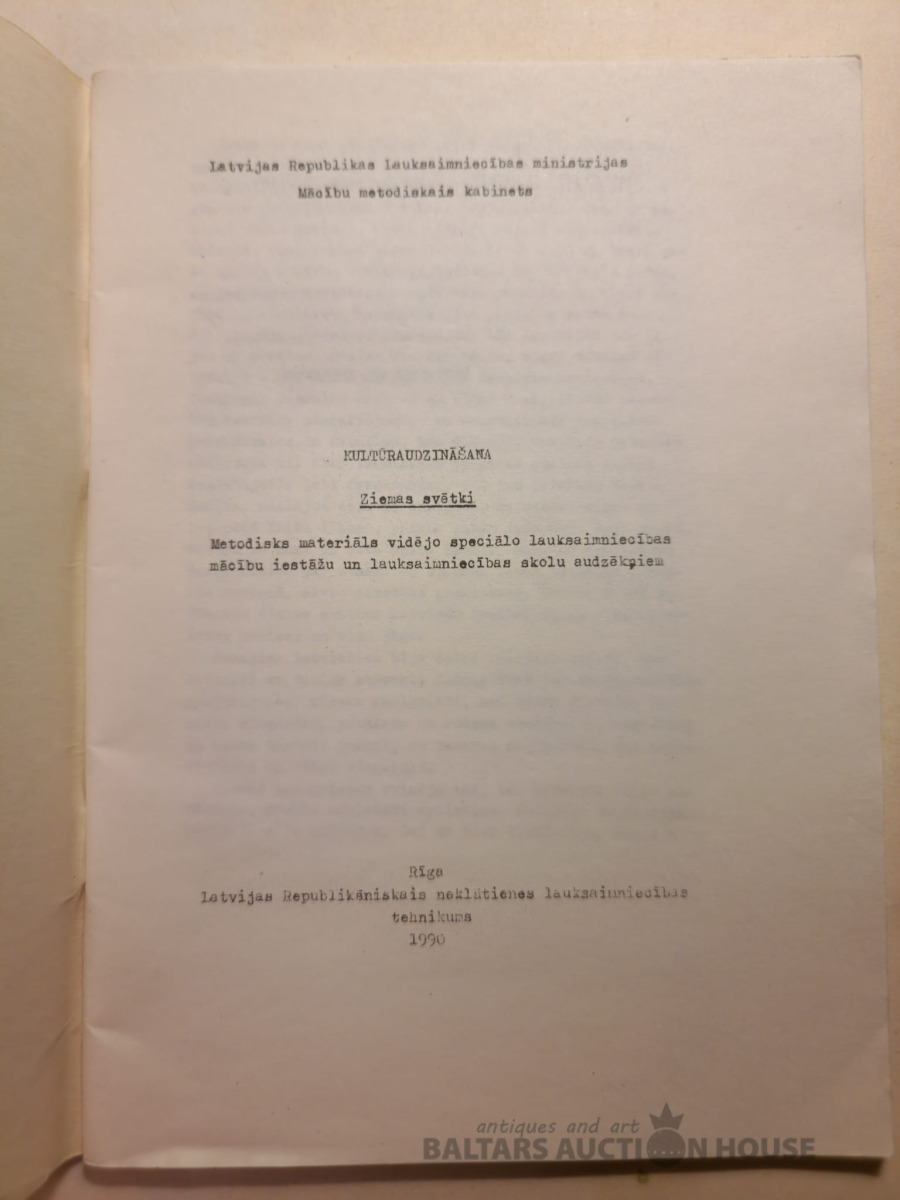 Latvijas Republikas lauksaimniecības ministrijas
Mācību metodiskais kabinets
KULTŪRAUDZINĀŠANA
Ziemas svētki
Metodisks materiāls vidējo speciālo lauksaimniecības
mācību iestāžu un lauksaimniecības skolu audzēkņiem
Rīga
Latvijas Republikāniskais neklātienes lauksaimniecības
tehnikums
1990
antiques and art
BALTARS AUCTION HOUSE